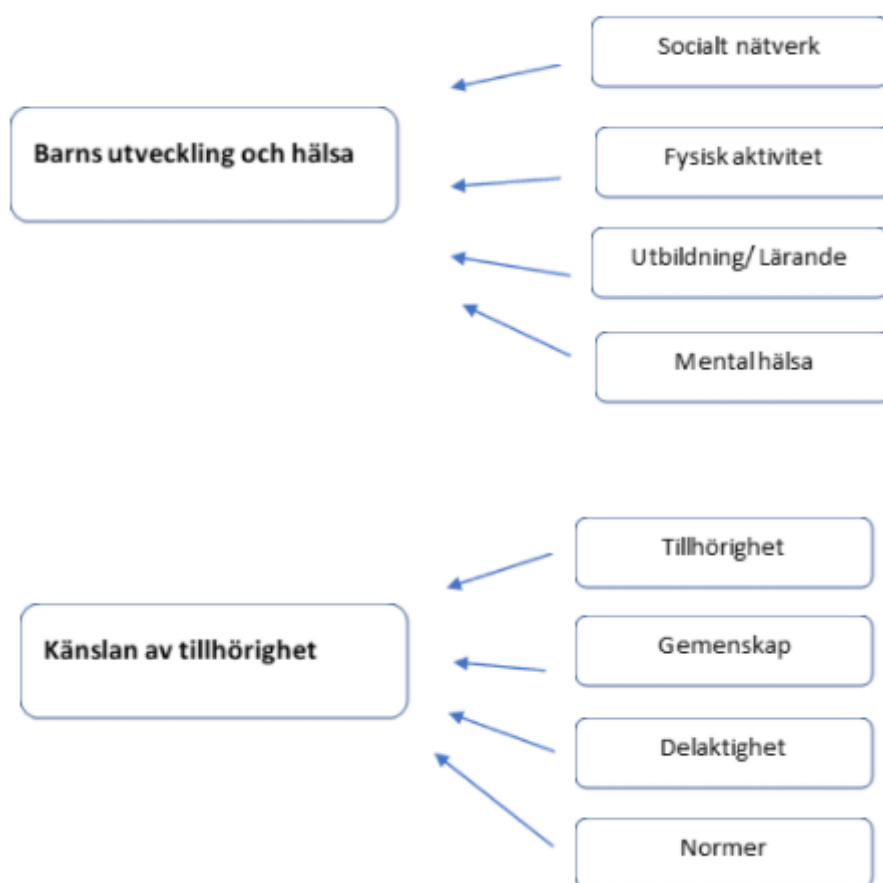 Socialt nätverk
Barns utveckling och hälsa
Fysisk aktivitet
Utbildning/ Lärande
Mental hälsa
Tillhörighet
Känslan av tillhörighet
Gemenskap
Delaktighet
Normer